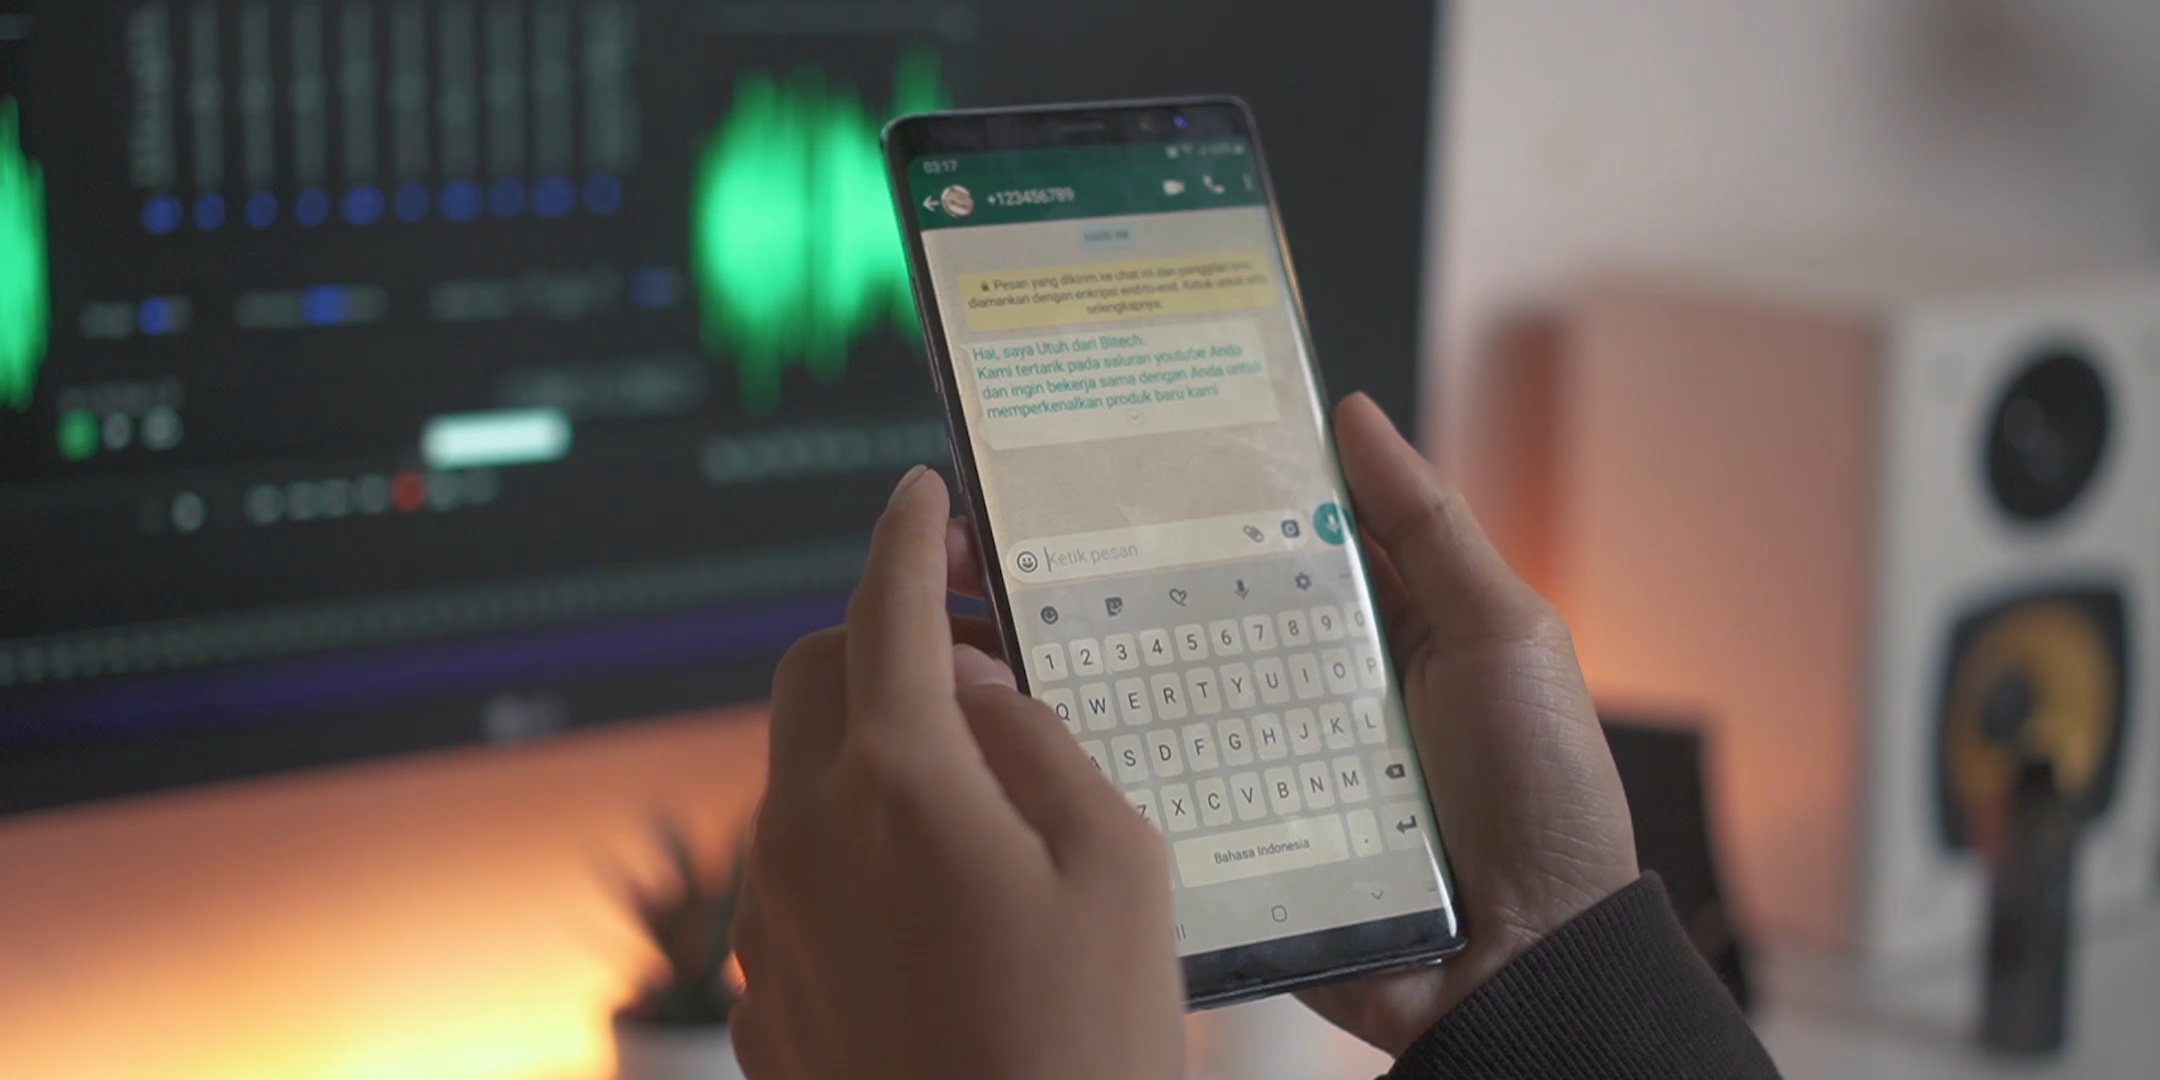 03:17
+123456789
HARI INI
Pesan yang dikirim ke chat ini dan panggilan kini
diamankan dengan enkripsi end-to-end. Ketuk untuk info
selengkapnya.
Hai, saya Utuh dari Bitech.
Kami tertarik pada saluran youtube Anda
dan ingin bekerja sama dengan Anda untuk
memperkenalkan produk baru kami
Ketik pesan
1 2 3 4 5 6 7 8 9 0
Q W E R T Y U I O P
A S D F G H J K L
Z X C V B N M
Bahasa Indonesia .